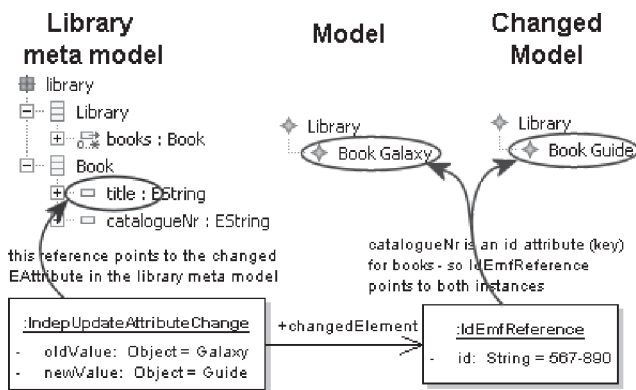 Library
meta model
Model
Changed
Model
library
Library
books : Book
0..*
Book
title : EString
catalogueNr : EString
Library
Book Galaxy
Library
Book Guide
this reference points to the changed
EAttribute in the library meta model
catalogueNr is an id attribute (key)
for books - so IdEmfReference
points to both instances
:IndepUpdateAttributeChange
- oldValue: Object = Galaxy
- newValue: Object = Guide
+changedElement
:IdEmfReference
- id: String = 567-890